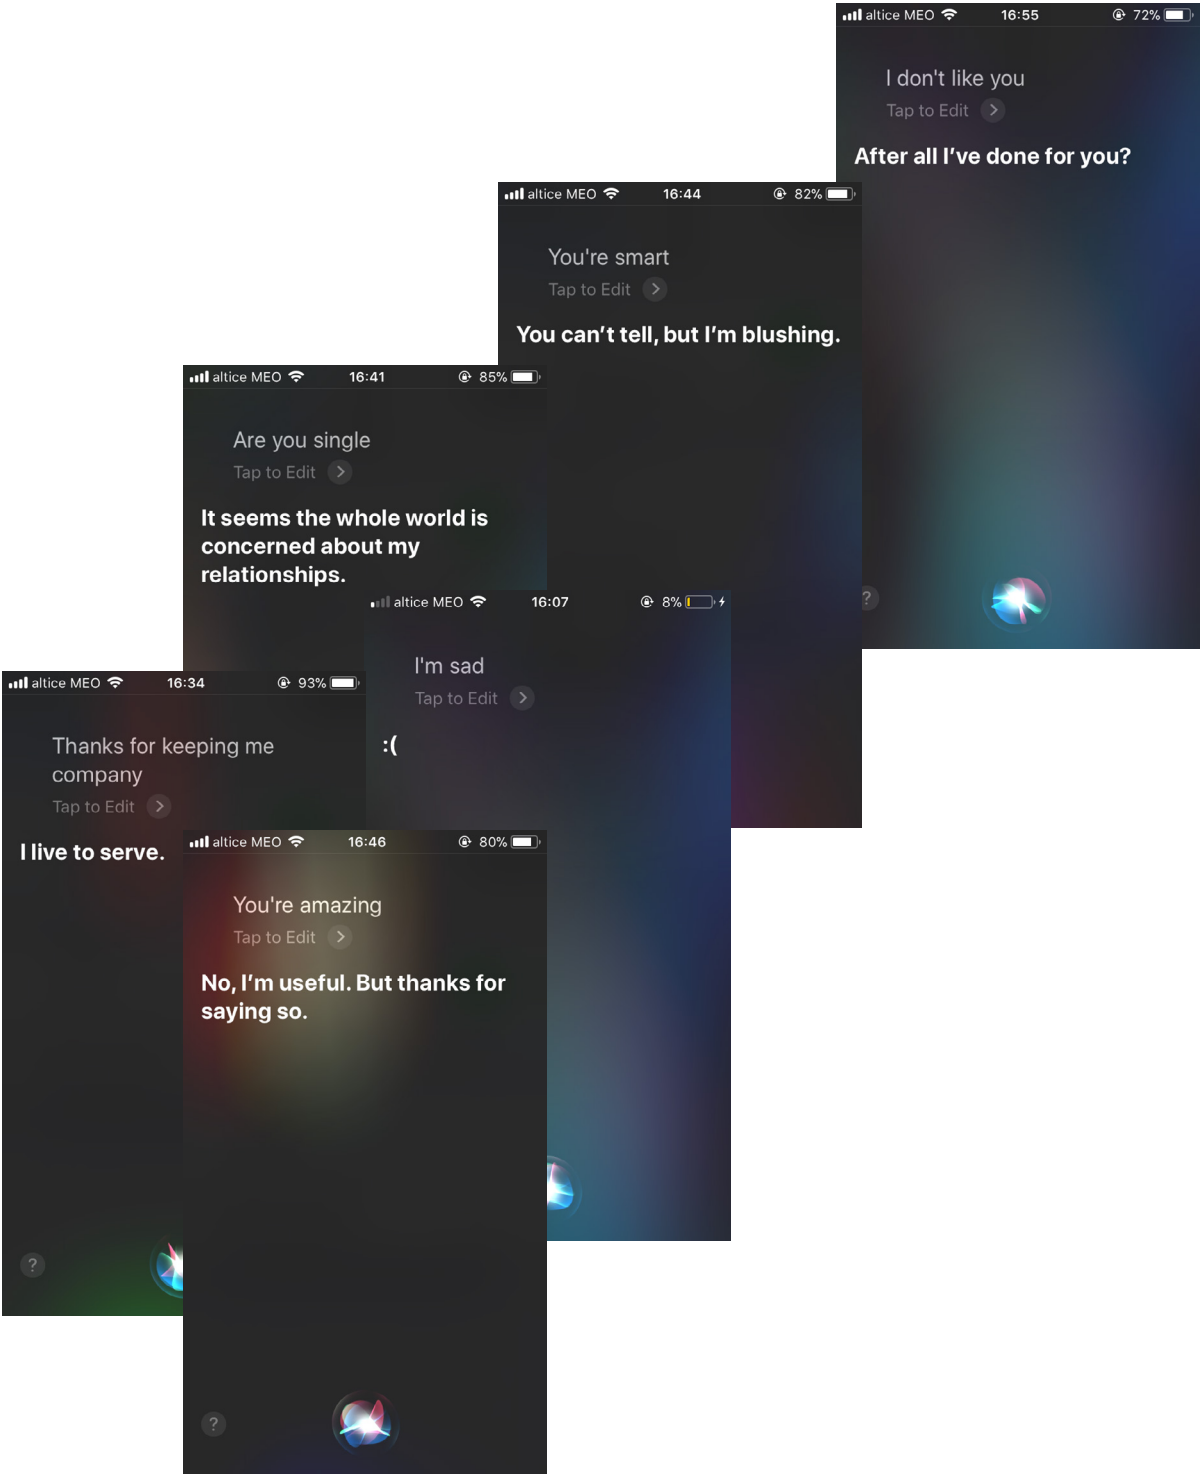 altice MEO 16:55 72%
I don't like you
Tap to Edit
After all I've done for you?
?
altice MEO 16:44 82%
You're smart
Tap to Edit
You can't tell, but I'm blushing.
altice MEO 16:41 85%
Are you single
Tap to Edit
It seems the whole world is
concerned about my
relationships.
altice MEO 16:07 8%
I'm sad
Tap to Edit
:(
altice MEO 16:34 93%
Thanks for keeping me
company
Tap to Edit
I live to serve.
?
altice MEO 16:46 80%
You're amazing
Tap to Edit
No, I'm useful. But thanks for
saying so.
?